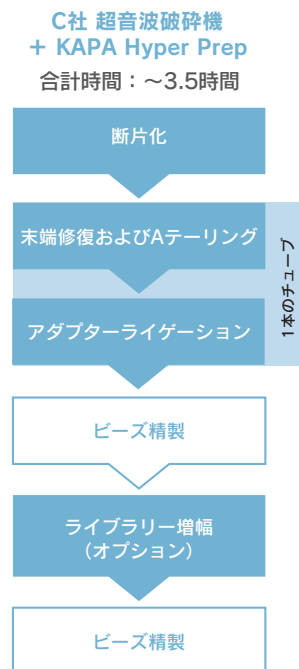 C社 超音波破砕機
+ KAPA Hyper Prep
合計時間：～3.5時間
断片化
末端修復およびAテーリング
アダプターライゲーション
1本のチューブ
ビーズ精製
ライブラリー増幅
（オプション）
ビーズ精製